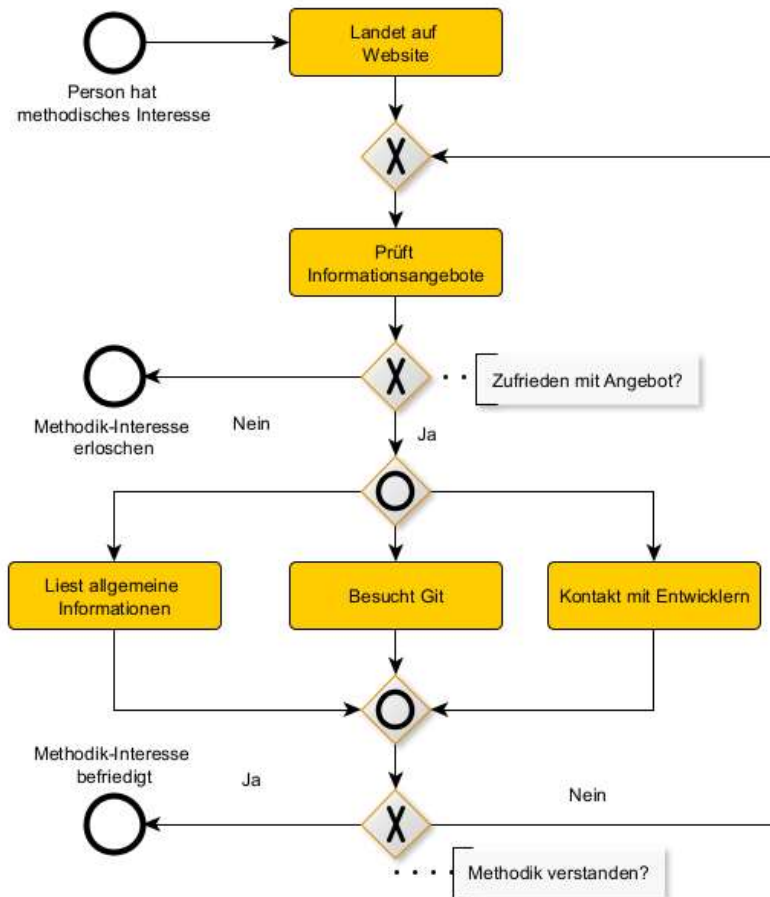 Landet auf
Website
Person hat
methodisches Interesse
X
Prüft
Informationsangebote
X
Zufrieden mit Angebot?
Methodik-Interesse
erloschen
Nein
Ja
Liest allgemeine
Informationen
Besucht Git
Kontakt mit Entwicklern
Methodik-Interesse
befriedigt
Ja
Nein
X
Methodik verstanden?